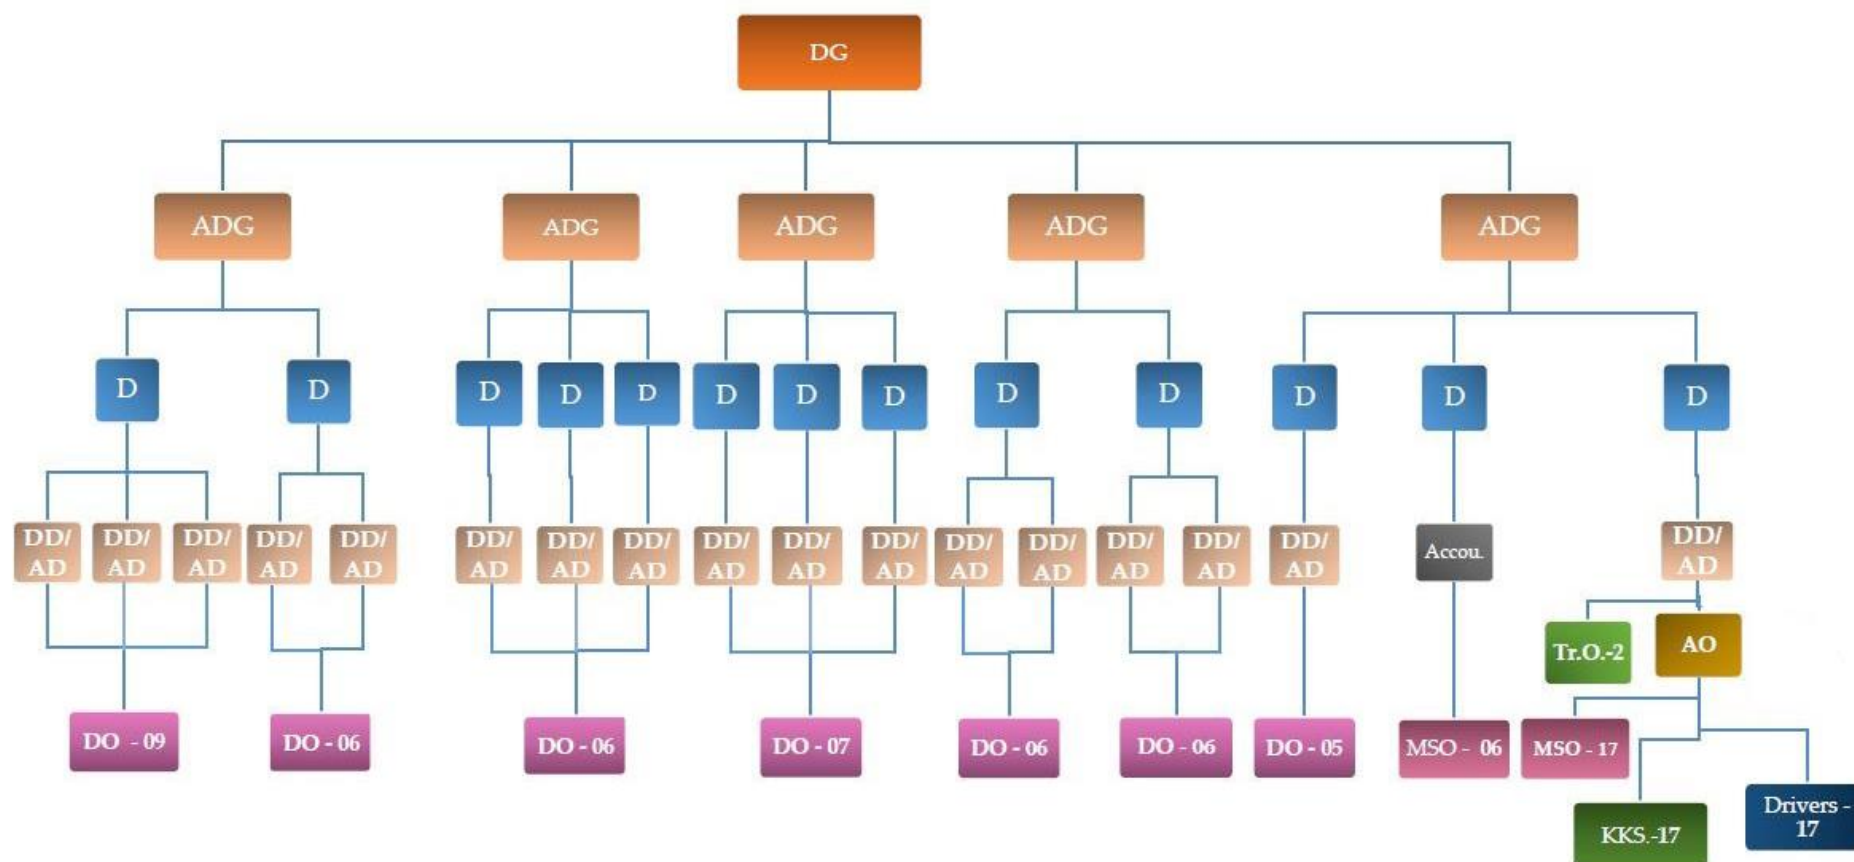 DG
ADG
ADG
ADG
ADG
ADG
D
D
D
D
D
D
D
D
D
D
D
D
D
DD/
AD
DD/
AD
DD/
AD
DD/
AD
DD/
AD
DD/
AD
DD/
AD
DD/
AD
DD/
AD
DD/
AD
DD/
AD
DD/
AD
DD/
AD
DD/
AD
DD/
AD
DD/
AD
Accou.
DD/
AD
Tr.O.-2
AO
DO - 09
DO - 06
DO - 06
DO - 07
DO - 06
DO - 06
DO - 05
MSO - 06
MSO - 17
KKS.-17
Drivers -
17